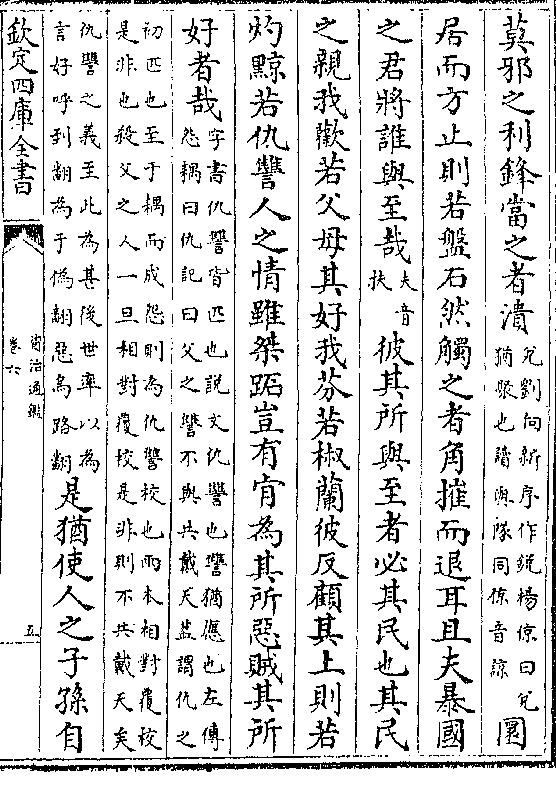 莫邪之利鋒當之者潰兌劉向新序作銳楊倞曰兌猶聚也讀與隊同倞音諒圜
居而方止則若盤石然觸之者角摧而退耳且夫暴國
之君將誰與至哉夫音扶彼其所與至者必其民也其民
之親我歡若父母其好我芬若椒蘭彼反顧其上則若
灼黥若仇讐人之情雖桀跖豈有肯為其所惡賊其所
好者哉字書仇讐皆匹也説文仇讐也讐猶應也左傳怨耦曰仇記曰父之讐不與共戴天葢謂仇之
初匹也至于耦而成怨則為仇讐校也兩本相對覆校是非也殺父之人一旦相對覆校是非則不共戴天矣
仇讐之義至此為甚後世率以為言好呼到翻為于偽翻惡烏路翻是猶使人之子孫自
欽定四庫全書
資治通鑑
卷六
五